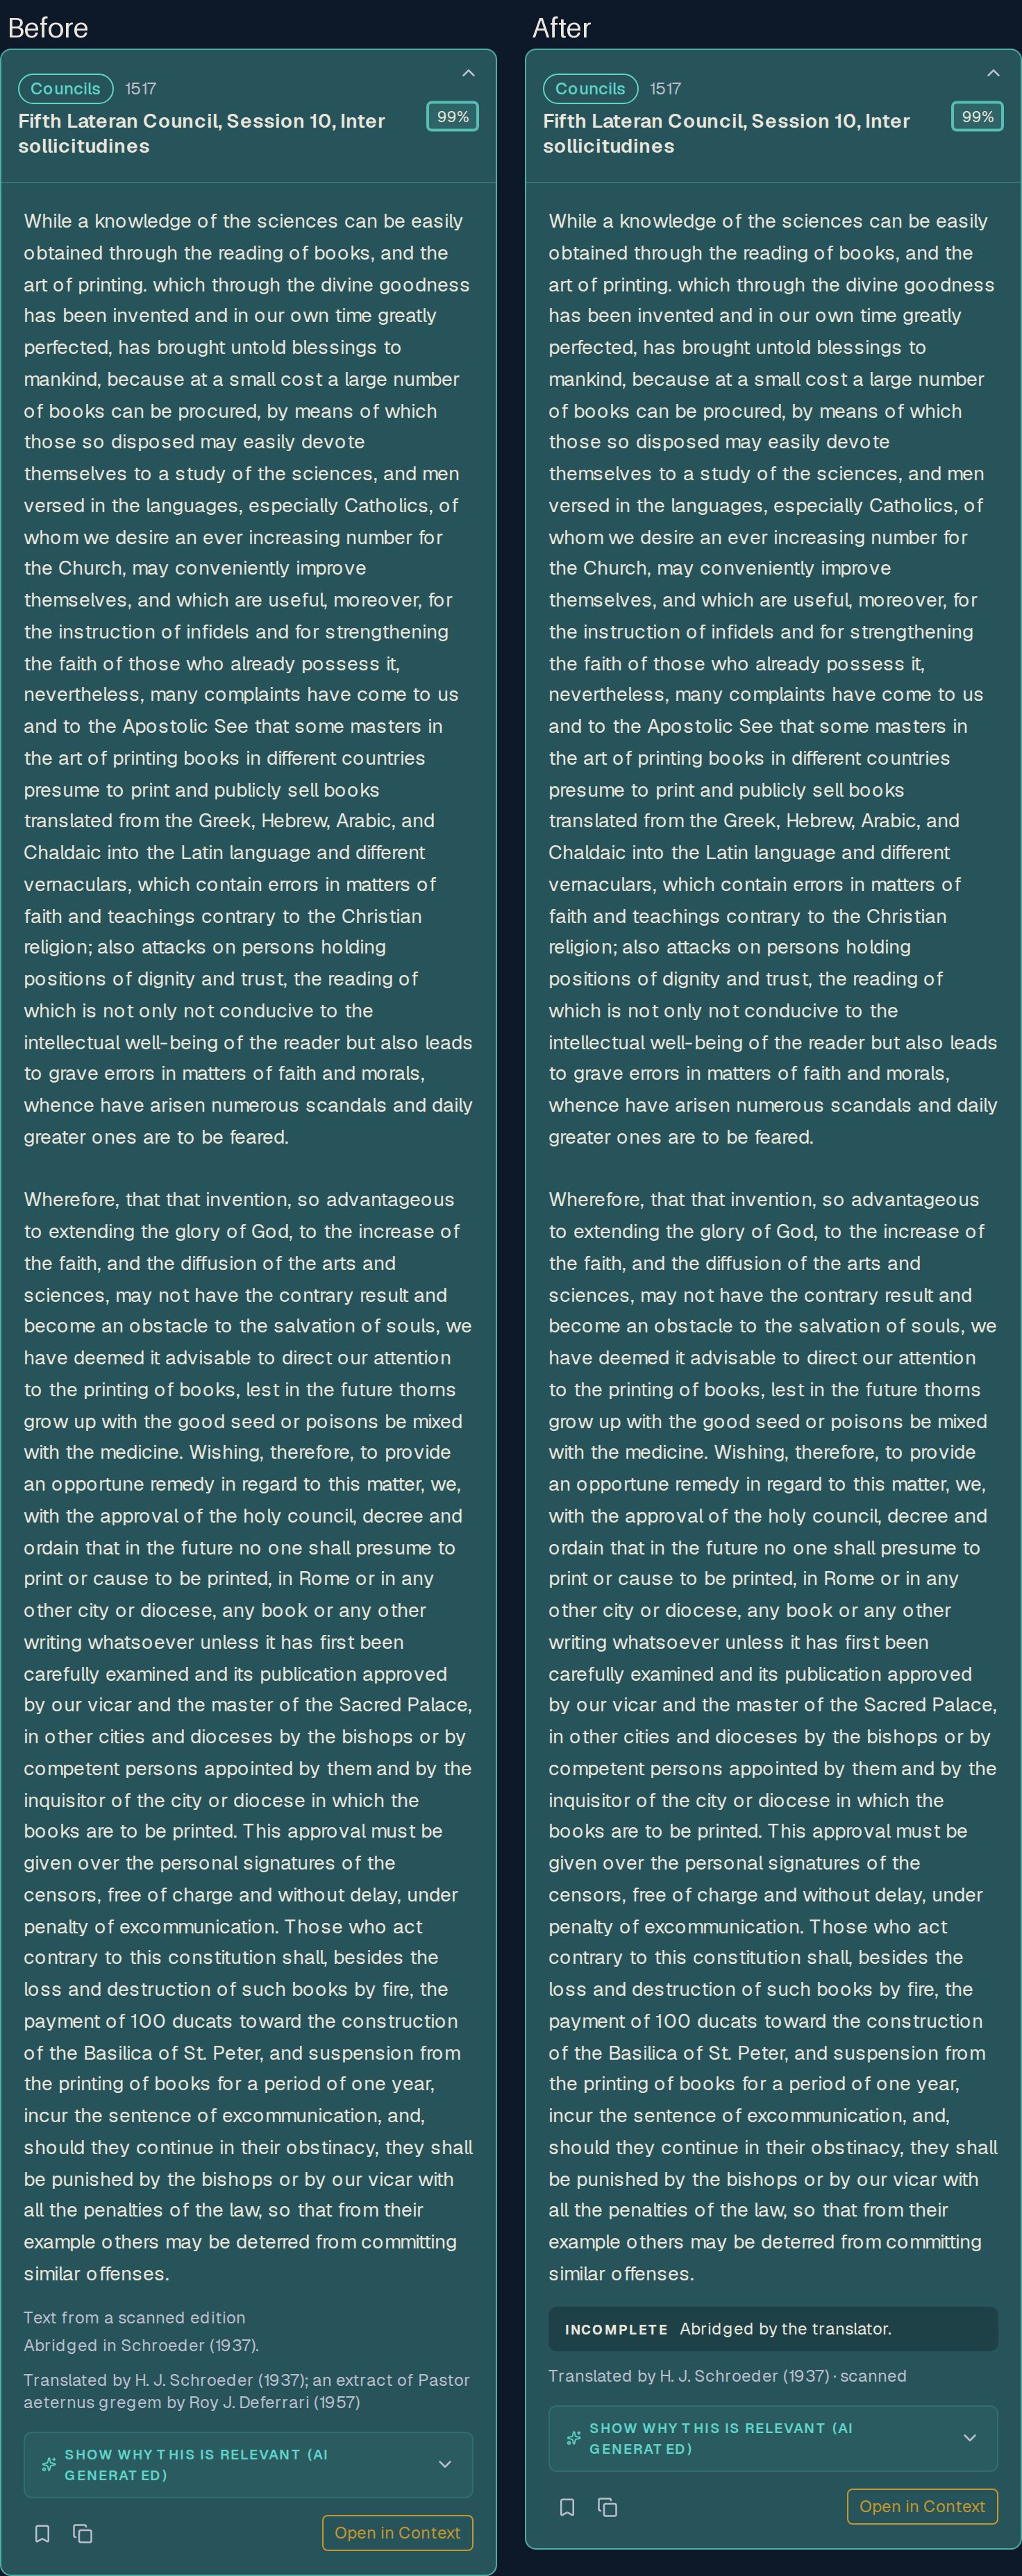 Before
Councils 1517
Fifth Lateran Council, Session 10, Inter
sollicitudines
99%
While a knowledge of the sciences can be easily
obtained through the reading of books, and the
art of printing. which through the divine goodness
has been invented and in our own time greatly
perfected, has brought untold blessings to
mankind, because at a small cost a large number
of books can be procured, by means of which
those so disposed may easily devote
themselves to a study of the sciences, and men
versed in the languages, especially Catholics, of
whom we desire an ever increasing number for
the Church, may conveniently improve
themselves, and which are useful, moreover, for
the instruction of infidels and for strengthening
the faith of those who already possess it,
nevertheless, many complaints have come to us
and to the Apostolic See that some masters in
the art of printing books in different countries
presume to print and publicly sell books
translated from the Greek, Hebrew, Arabic, and
Chaldaic into the Latin language and different
vernaculars, which contain errors in matters of
faith and teachings contrary to the Christian
religion; also attacks on persons holding
positions of dignity and trust, the reading of
which is not only not conducive to the
intellectual well-being of the reader but also leads
to grave errors in matters of faith and morals,
whence have arisen numerous scandals and daily
greater ones are to be feared.
Wherefore, that that invention, so advantageous
to extending the glory of God, to the increase of
the faith, and the diffusion of the arts and
sciences, may not have the contrary result and
become an obstacle to the salvation of souls, we
have deemed it advisable to direct our attention
to the printing of books, lest in the future thorns
grow up with the good seed or poisons be mixed
with the medicine. Wishing, therefore, to provide
an opportune remedy in regard to this matter, we,
with the approval of the holy council, decree and
ordain that in the future no one shall presume to
print or cause to be printed, in Rome or in any
other city or diocese, any book or any other
writing whatsoever unless it has first been
carefully examined and its publication approved
by our vicar and the master of the Sacred Palace,
in other cities and dioceses by the bishops or by
competent persons appointed by them and by the
inquisitor of the city or diocese in which the
books are to be printed. This approval must be
given over the personal signatures of the
censors, free of charge and without delay, under
penalty of excommunication. Those who act
contrary to this constitution shall, besides the
loss and destruction of such books by fire, the
payment of 100 ducats toward the construction
of the Basilica of St. Peter, and suspension from
the printing of books for a period of one year,
incur the sentence of excommunication, and,
should they continue in their obstinacy, they shall
be punished by the bishops or by our vicar with
all the penalties of the law, so that from their
example others may be deterred from committing
similar offenses.
Text from a scanned edition
Abridged in Schroeder (1937).
Translated by H. J. Schroeder (1937); an extract of Pastor
aeternus gregem by Roy J. Deferrari (1957)
SHOW WHY THIS IS RELEVANT (AI
GENERATED)
Open in Context
After
Councils 1517
Fifth Lateran Council, Session 10, Inter
sollicitudines
99%
While a knowledge of the sciences can be easily
obtained through the reading of books, and the
art of printing. which through the divine goodness
has been invented and in our own time greatly
perfected, has brought untold blessings to
mankind, because at a small cost a large number
of books can be procured, by means of which
those so disposed may easily devote
themselves to a study of the sciences, and men
versed in the languages, especially Catholics, of
whom we desire an ever increasing number for
the Church, may conveniently improve
themselves, and which are useful, moreover, for
the instruction of infidels and for strengthening
the faith of those who already possess it,
nevertheless, many complaints have come to us
and to the Apostolic See that some masters in
the art of printing books in different countries
presume to print and publicly sell books
translated from the Greek, Hebrew, Arabic, and
Chaldaic into the Latin language and different
vernaculars, which contain errors in matters of
faith and teachings contrary to the Christian
religion; also attacks on persons holding
positions of dignity and trust, the reading of
which is not only not conducive to the
intellectual well-being of the reader but also leads
to grave errors in matters of faith and morals,
whence have arisen numerous scandals and daily
greater ones are to be feared.
Wherefore, that that invention, so advantageous
to extending the glory of God, to the increase of
the faith, and the diffusion of the arts and
sciences, may not have the contrary result and
become an obstacle to the salvation of souls, we
have deemed it advisable to direct our attention
to the printing of books, lest in the future thorns
grow up with the good seed or poisons be mixed
with the medicine. Wishing, therefore, to provide
an opportune remedy in regard to this matter, we,
with the approval of the holy council, decree and
ordain that in the future no one shall presume to
print or cause to be printed, in Rome or in any
other city or diocese, any book or any other
writing whatsoever unless it has first been
carefully examined and its publication approved
by our vicar and the master of the Sacred Palace,
in other cities and dioceses by the bishops or by
competent persons appointed by them and by the
inquisitor of the city or diocese in which the
books are to be printed. This approval must be
given over the personal signatures of the
censors, free of charge and without delay, under
penalty of excommunication. Those who act
contrary to this constitution shall, besides the
loss and destruction of such books by fire, the
payment of 100 ducats toward the construction
of the Basilica of St. Peter, and suspension from
the printing of books for a period of one year,
incur the sentence of excommunication, and,
should they continue in their obstinacy, they shall
be punished by the bishops or by our vicar with
all the penalties of the law, so that from their
example others may be deterred from committing
similar offenses.
INCOMPLETE Abridged by the translator.
Translated by H. J. Schroeder (1937) · scanned
SHOW WHY THIS IS RELEVANT (AI
GENERATED)
Open in Context